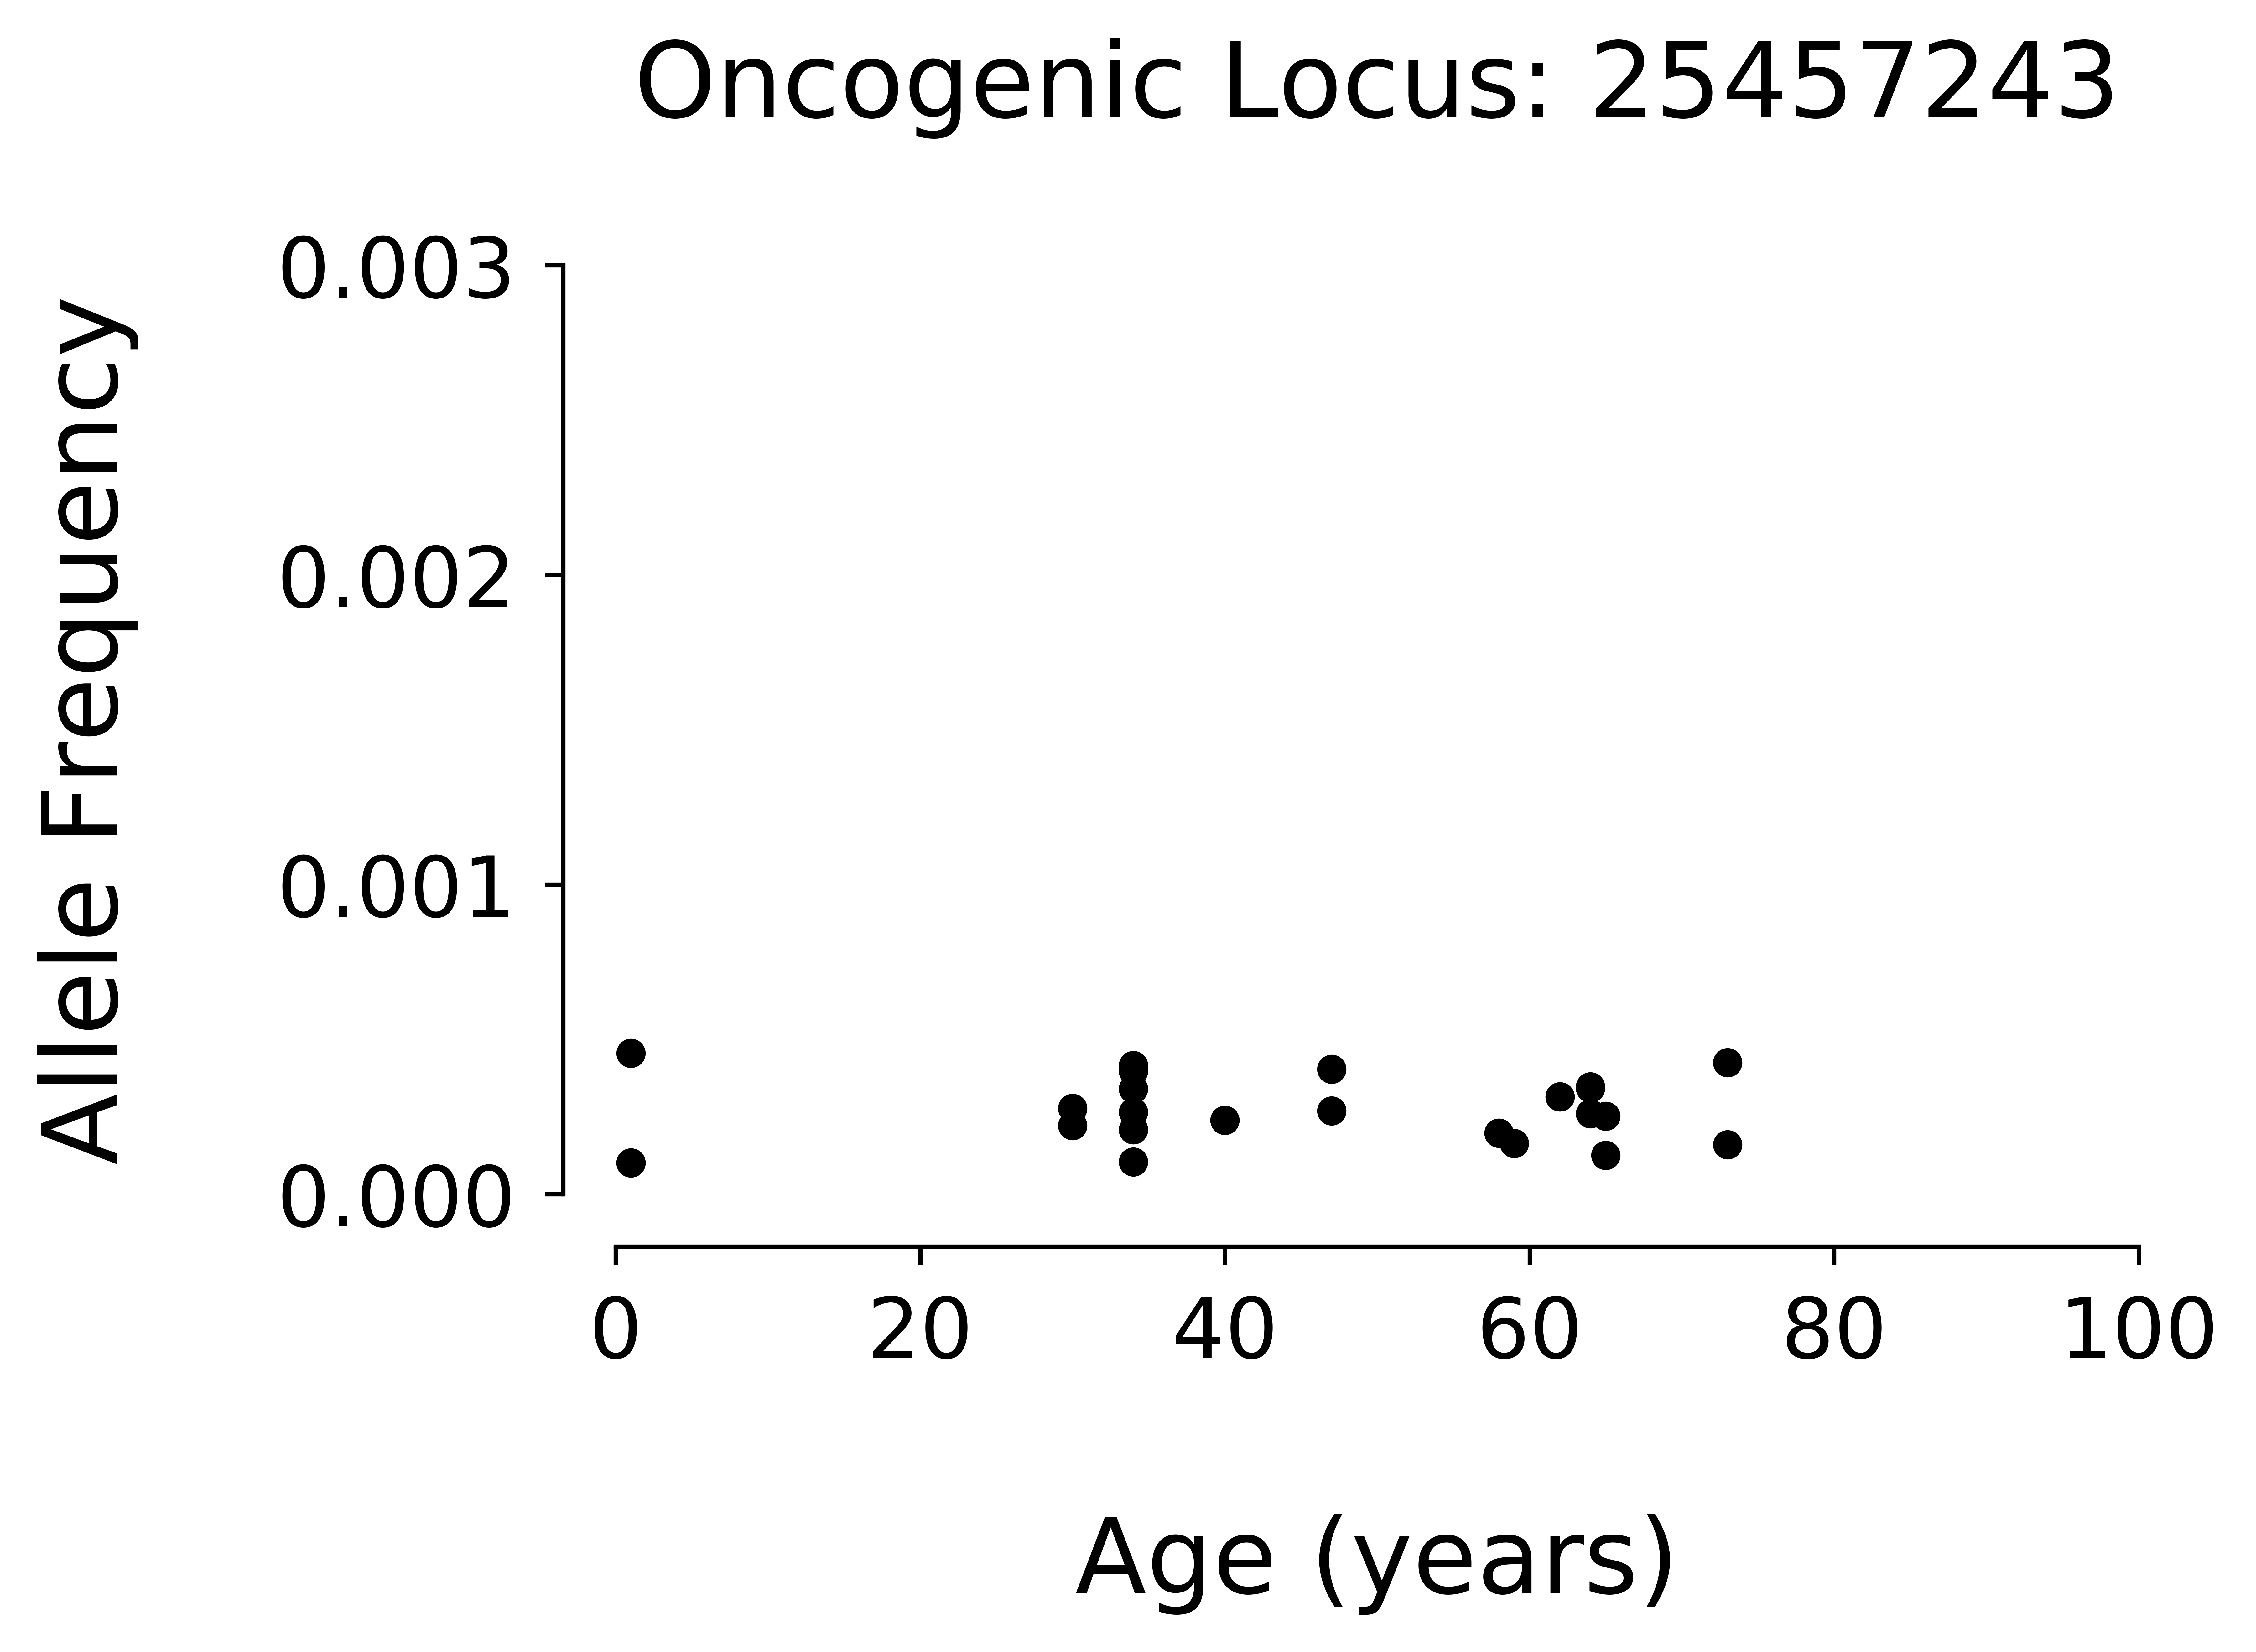 Oncogenic Locus: 25457243
0.003
0.002
0.001
0.000
Allele Frequency
0 20 40 60 80 100
Age (years)